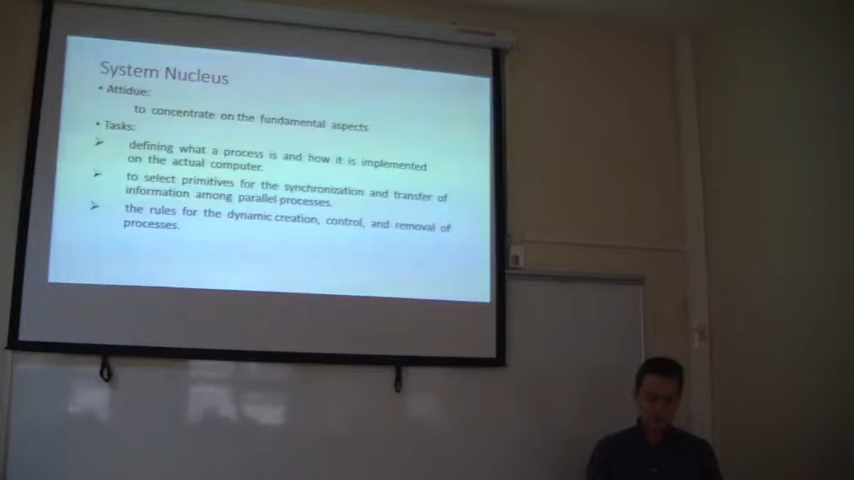 System Nucleus
• Attidue:
to concentrate on the fundamental aspects
• Tasks:
➢ defining what a process is and how it is implemented
on the actual computer.
➢ to select primitives for the synchronization and transfer of
information among parallel processes.
➢ the rules for the dynamic creation, control, and removal of
processes.